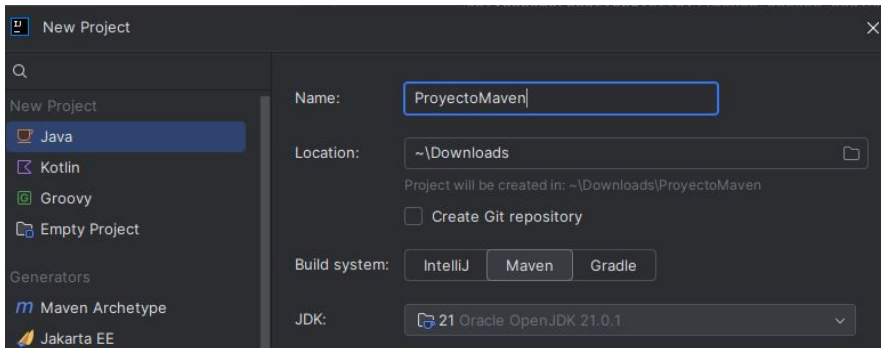 New Project
New Project
Java
Kotlin
Groovy
Empty Project
Generators
Maven Archetype
Jakarta EE
Name:
ProyectoMaven
Location:
~\Downloads
Project will be created in: ~\Downloads\ProyectoMaven
Create Git repository
Build system:
IntelliJ
Maven
Gradle
JDK:
21 Oracle OpenJDK 21.0.1